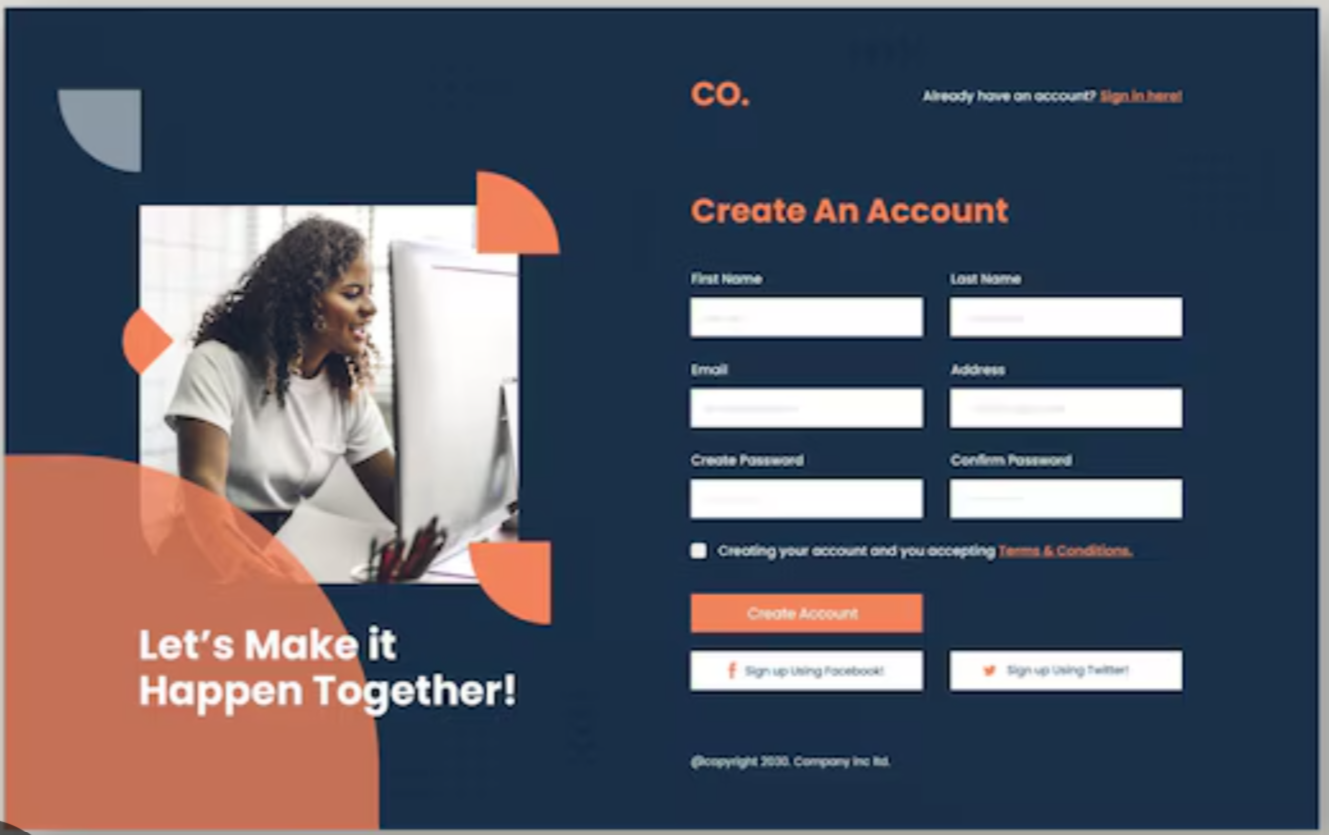 CO.
Already have an account? Sign in here!
Create An Account
First Name
Last Name
Email
Address
Create Password
Confirm Password
Creating your account and you accepting Terms & Conditions.
Create Account
Sign up Using Facebook!
Sign up Using Twitter!
@copyright 2030. Company Inc ltd.
Let's Make it
Happen Together!